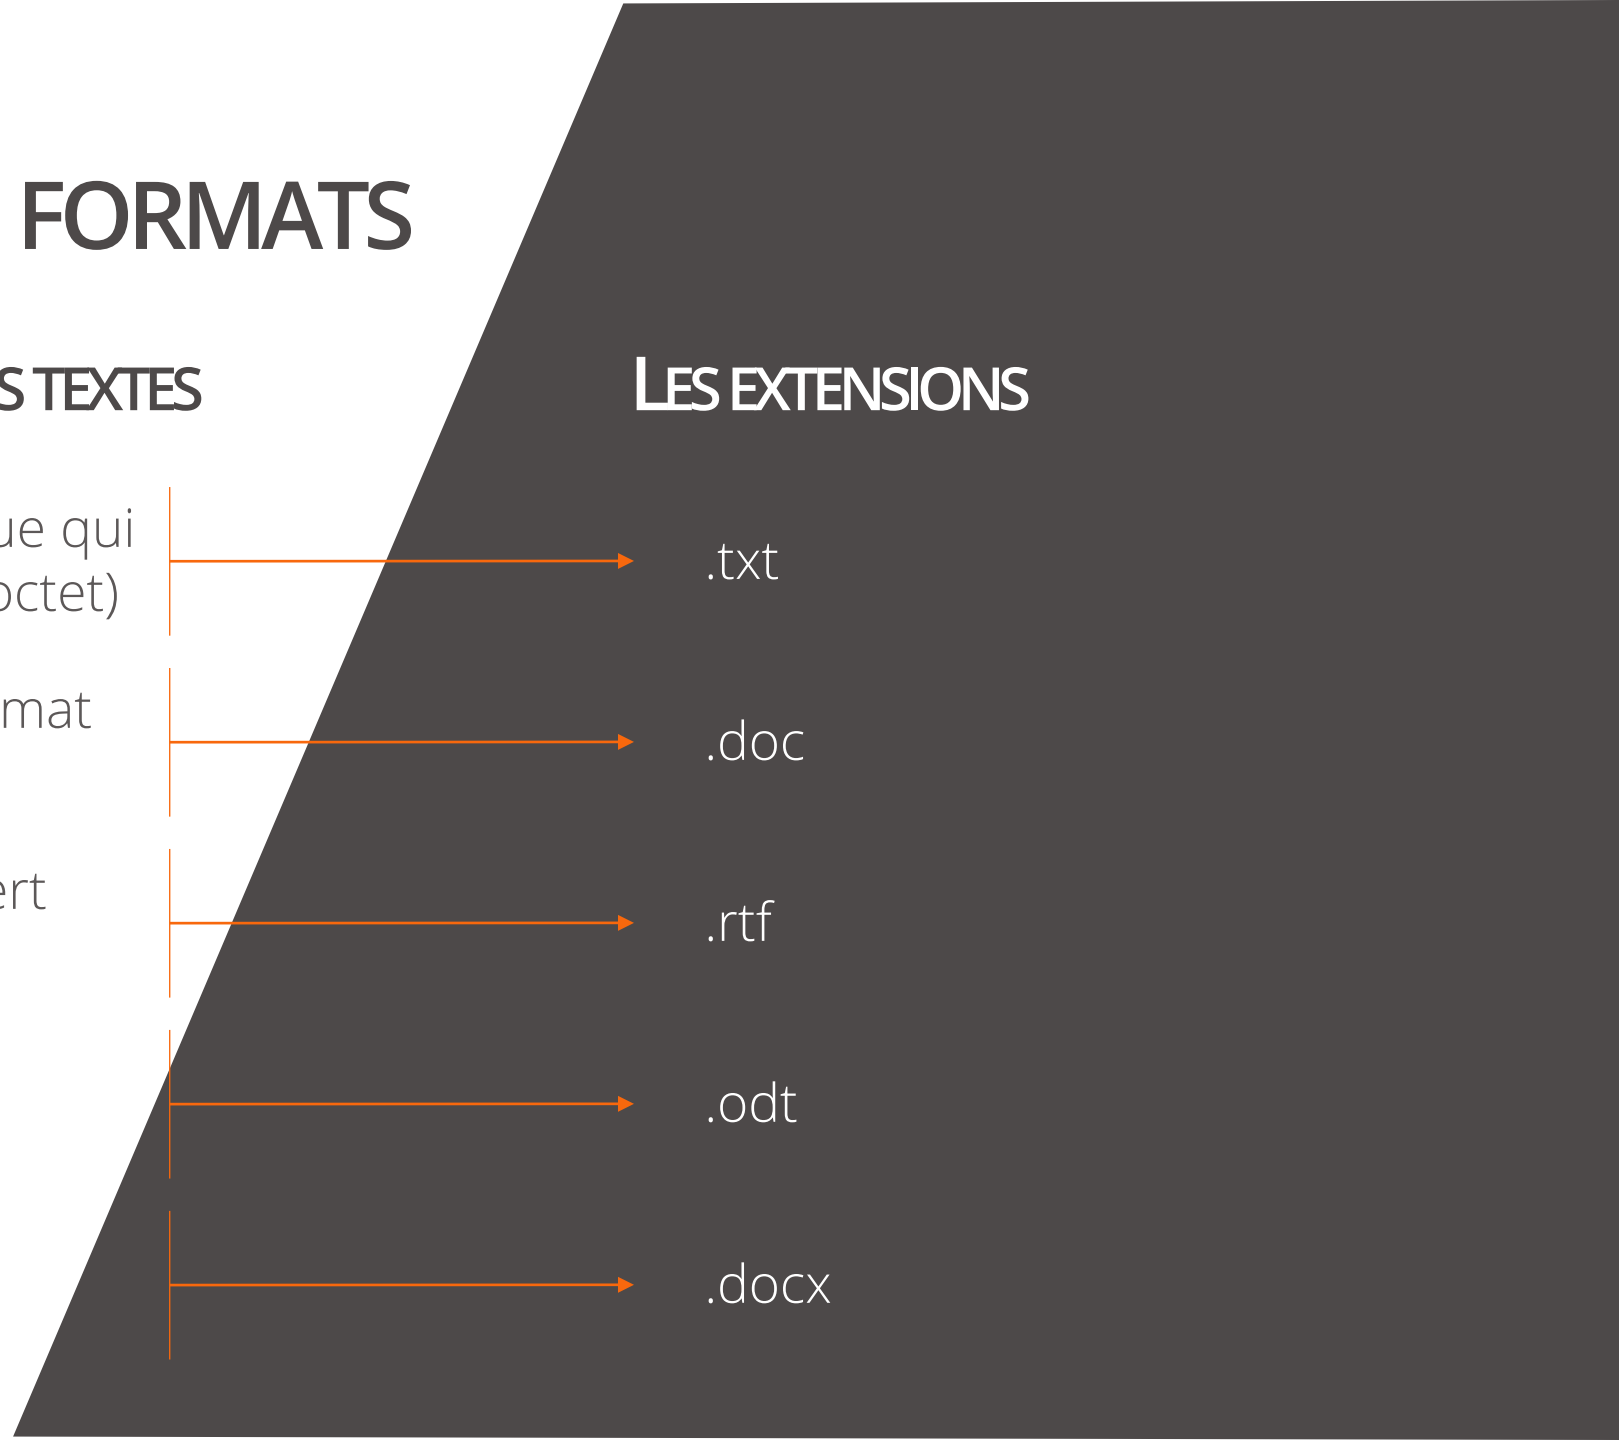 FORMATS
S TEXTES
LES EXTENSIONS
ue qui
octet)
.txt
mat
.doc
ert
.rtf
.odt
.docx